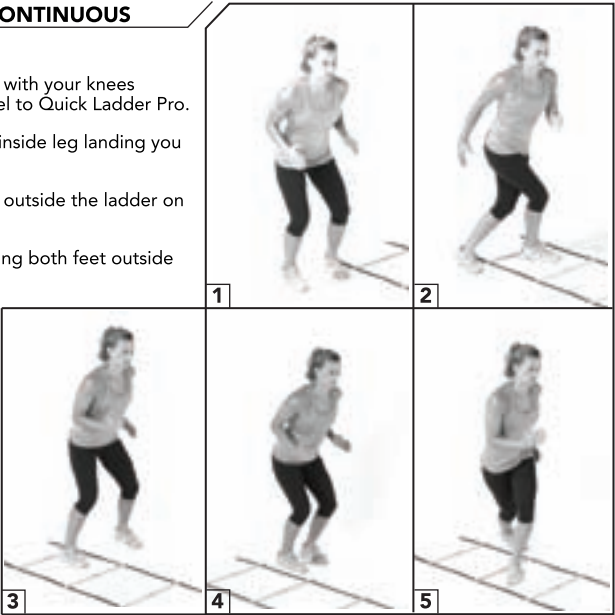 ONTINUOUS
with your knees
el to Quick Ladder Pro.
inside leg landing you
outside the ladder on
ng both feet outside
1
2
3
4
5